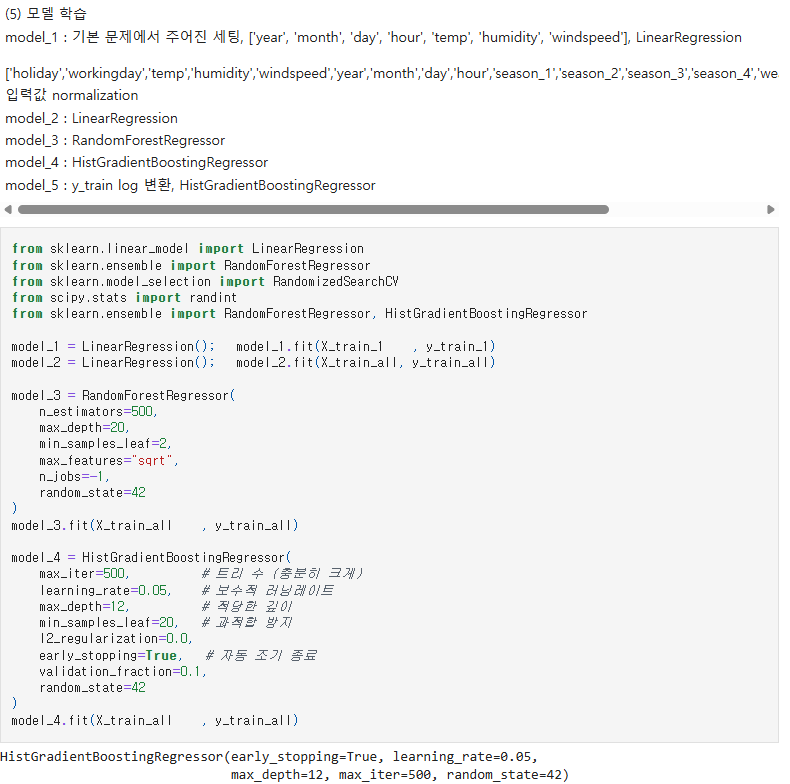 (5) 모델 학습
model_1 : 기본 문제에서 주어진 세팅, ['year', 'month', 'day', 'hour', 'temp', 'humidity', 'windspeed'], LinearRegression
['holiday','workingday','temp','humidity','windspeed','year','month','day','hour','season_1','season_2','season_3','season_4','wea
입력값 normalization
model_2 : LinearRegression
model_3 : RandomForestRegressor
model_4 : HistGradientBoostingRegressor
model_5 : y_train log 변환, HistGradientBoostingRegressor
from sklearn.linear_model import LinearRegression
from sklearn.ensemble import RandomForestRegressor
from sklearn.model_selection import RandomizedSearchCV
from scipy.stats import randint
from sklearn.ensemble import RandomForestRegressor, HistGradientBoostingRegressor
model_1 = LinearRegression();   model_1.fit(X_train_1    , y_train_1)
model_2 = LinearRegression();   model_2.fit(X_train_all, y_train_all)
model_3 = RandomForestRegressor(
    n_estimators=500,
    max_depth=20,
    min_samples_leaf=2,
    max_features="sqrt",
    n_jobs=-1,
    random_state=42
)
model_3.fit(X_train_all    , y_train_all)
model_4 = HistGradientBoostingRegressor(
    max_iter=500,         # 트리 수 (충분히 크게)
    learning_rate=0.05,    # 보수적 러닝레이트
    max_depth=12,         # 적당한 깊이
    min_samples_leaf=20,   # 과적합 방지
    l2_regularization=0.0,
    early_stopping=True,   # 자동 조기 종료
    validation_fraction=0.1,
    random_state=42
)
model_4.fit(X_train_all    , y_train_all)
HistGradientBoostingRegressor(early_stopping=True, learning_rate=0.05,
                              max_depth=12, max_iter=500, random_state=42)